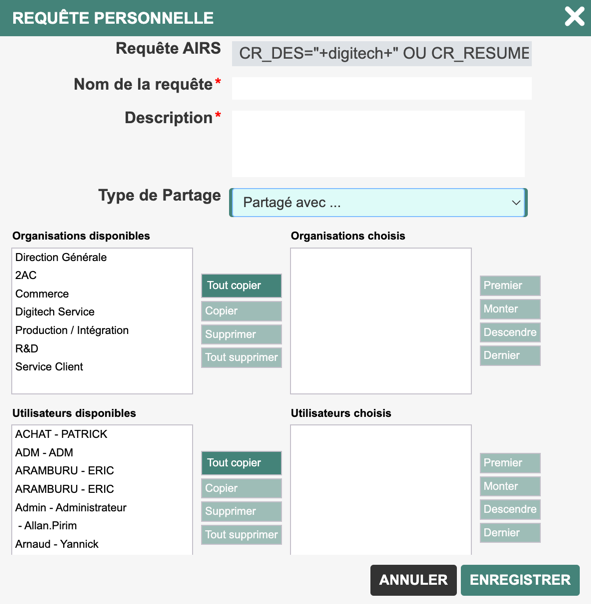 REQUÊTE PERSONNELLE
Requête AIRS
CR_DES="+digitech+" OU CR_RESUME
Nom de la requête*
Description*
Type de Partage
Partagé avec ...
Organisations disponibles
Organisations choisis
Direction Générale
2AC
Commerce
Digitech Service
Production / Intégration
R&D
Service Client
Tout copier
Copier
Supprimer
Tout supprimer
Premier
Monter
Descendre
Dernier
Utilisateurs disponibles
Utilisateurs choisis
ACHAT - PATRICK
ADM - ADM
ARAMBURU - ERIC
ARAMBURU - ERIC
Admin - Administrateur
- Allan.Pirim
Arnaud - Yannick
Tout copier
Copier
Supprimer
Tout supprimer
Premier
Monter
Descendre
Dernier
ANNULER
ENREGISTRER